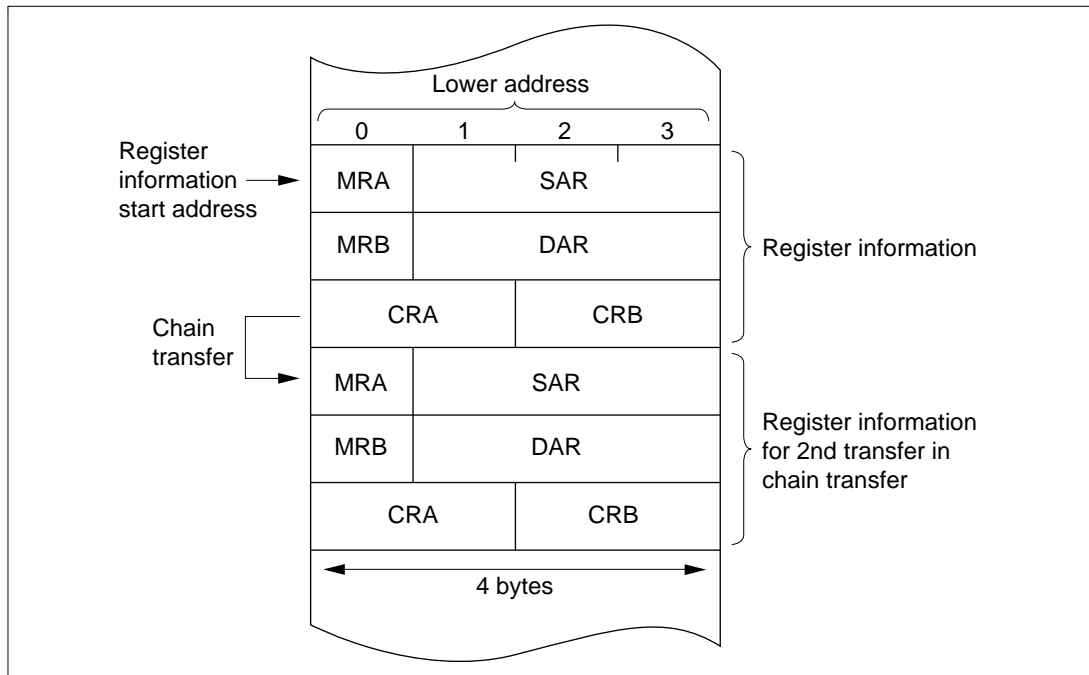 Lower address
0 1 2 3
Register
information
start address
MRA SAR
MRB DAR
Register information
CRA CRB
Chain
transfer
MRA SAR
MRB DAR
Register information
for 2nd transfer in
chain transfer
CRA CRB
4 bytes